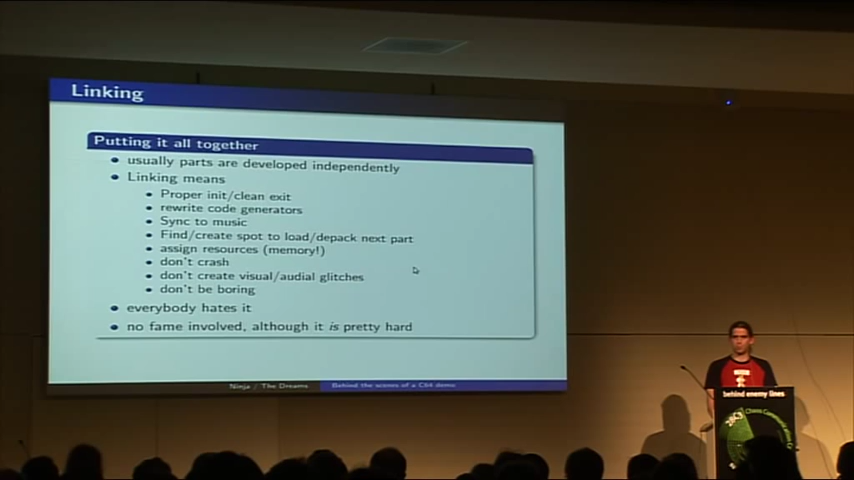 Linking
Putting it all together
usually parts are developed independently
Linking means
Proper init/clean exit
rewrite code generators
Sync to music
Find/create spot to load/depack next part
assign resources (memory!)
don't crash
don't create visual/audial glitches
don't be boring
everybody hates it
no fame involved, although it is pretty hard
Ninja / The Dreams
Behind the scenes of a C64 demo
behind enemy lines